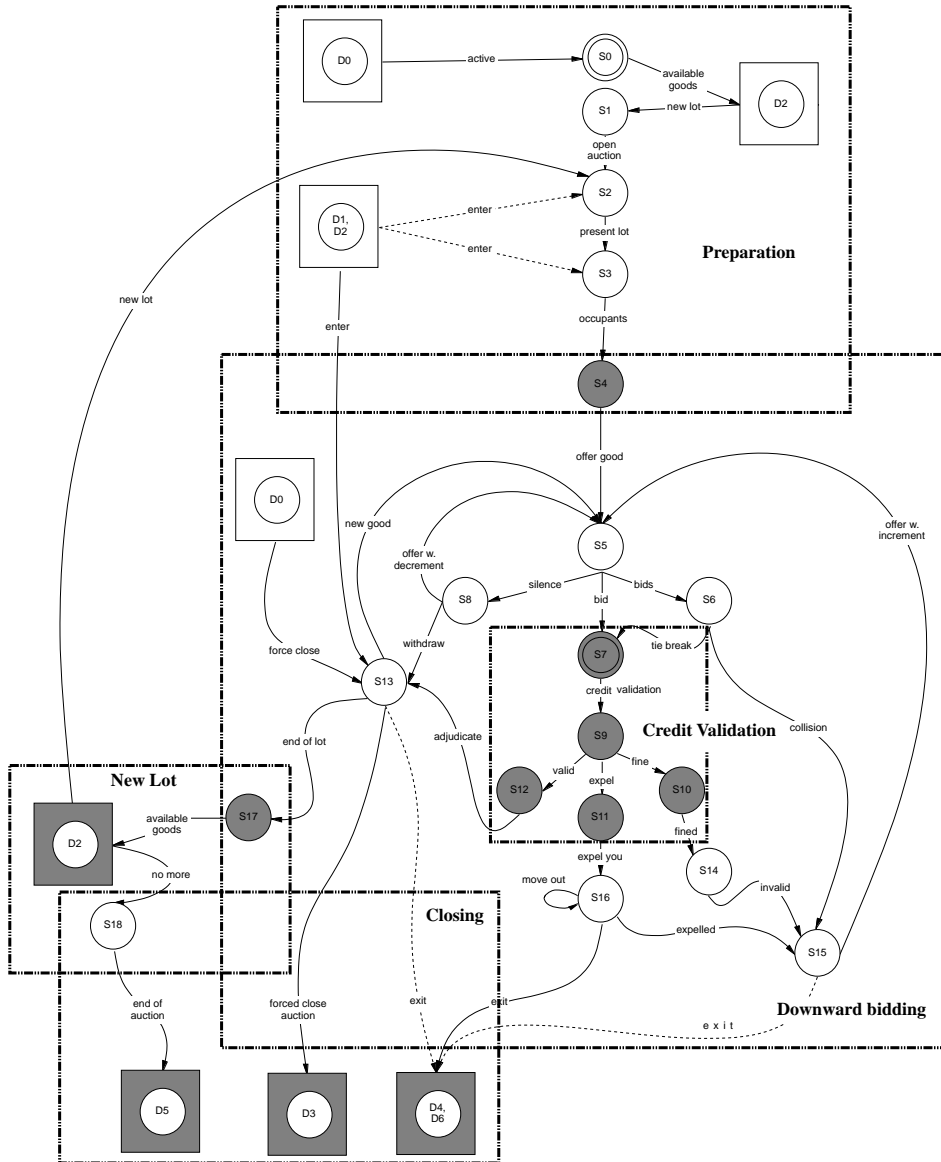 D0
active
S0
available
goods
D2
new lot
S1
open
auction
S2
D1,
D2
enter
enter
present lot
S3
Preparation
new lot
enter
occupants
S4
offer good
D0
new good
offer w.
decrement
offer w.
increment
S5
silence
bid
bids
S8
S6
withdraw
force close
tie break
S7
S13
credit validation
Credit Validation
collision
adjudicate
S9
end of lot
valid
expel
fine
New Lot
S12
S10
S17
S11
available
goods
D2
fined
expel you
no more
S14
move out
invalid
S16
S18
Closing
expelled
S15
end of
auction
forced close
auction
exit
exit
exit
Downward bidding
D5
D3
D4,
D6